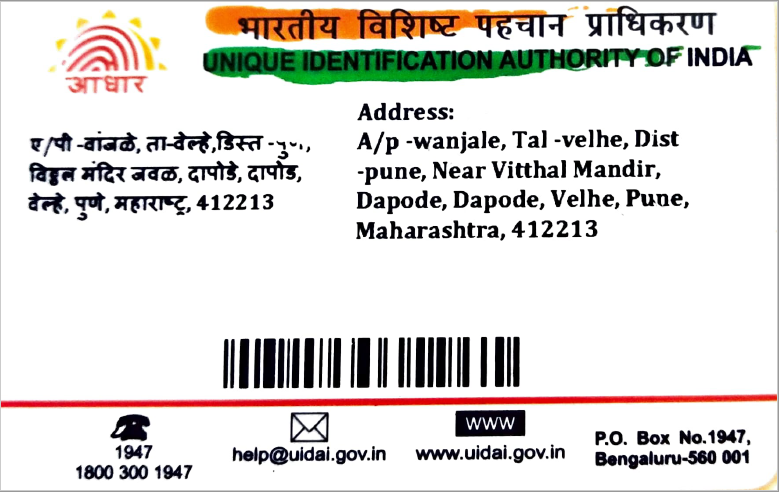 भारतीय विशिष्ट पहचान प्राधिकरण
UNIQUE IDENTIFICATION AUTHORITY OF INDIA
आधार
ए/पी -वांजळे, ता-वेल्हे,डिस्त -पुणे,
विठ्ठल मंदिर जवळ, दापोडे, दापोडे,
वेल्हे, पुणे, महाराष्ट्र, 412213
Address:
A/p -wanjale, Tal -velhe, Dist
-pune, Near Vitthal Mandir,
Dapode, Dapode, Velhe, Pune,
Maharashtra, 412213
1947
1800 300 1947
help@uidai.gov.in
WWW
www.uidai.gov.in
P.O. Box No.1947,
Bengaluru-560 001